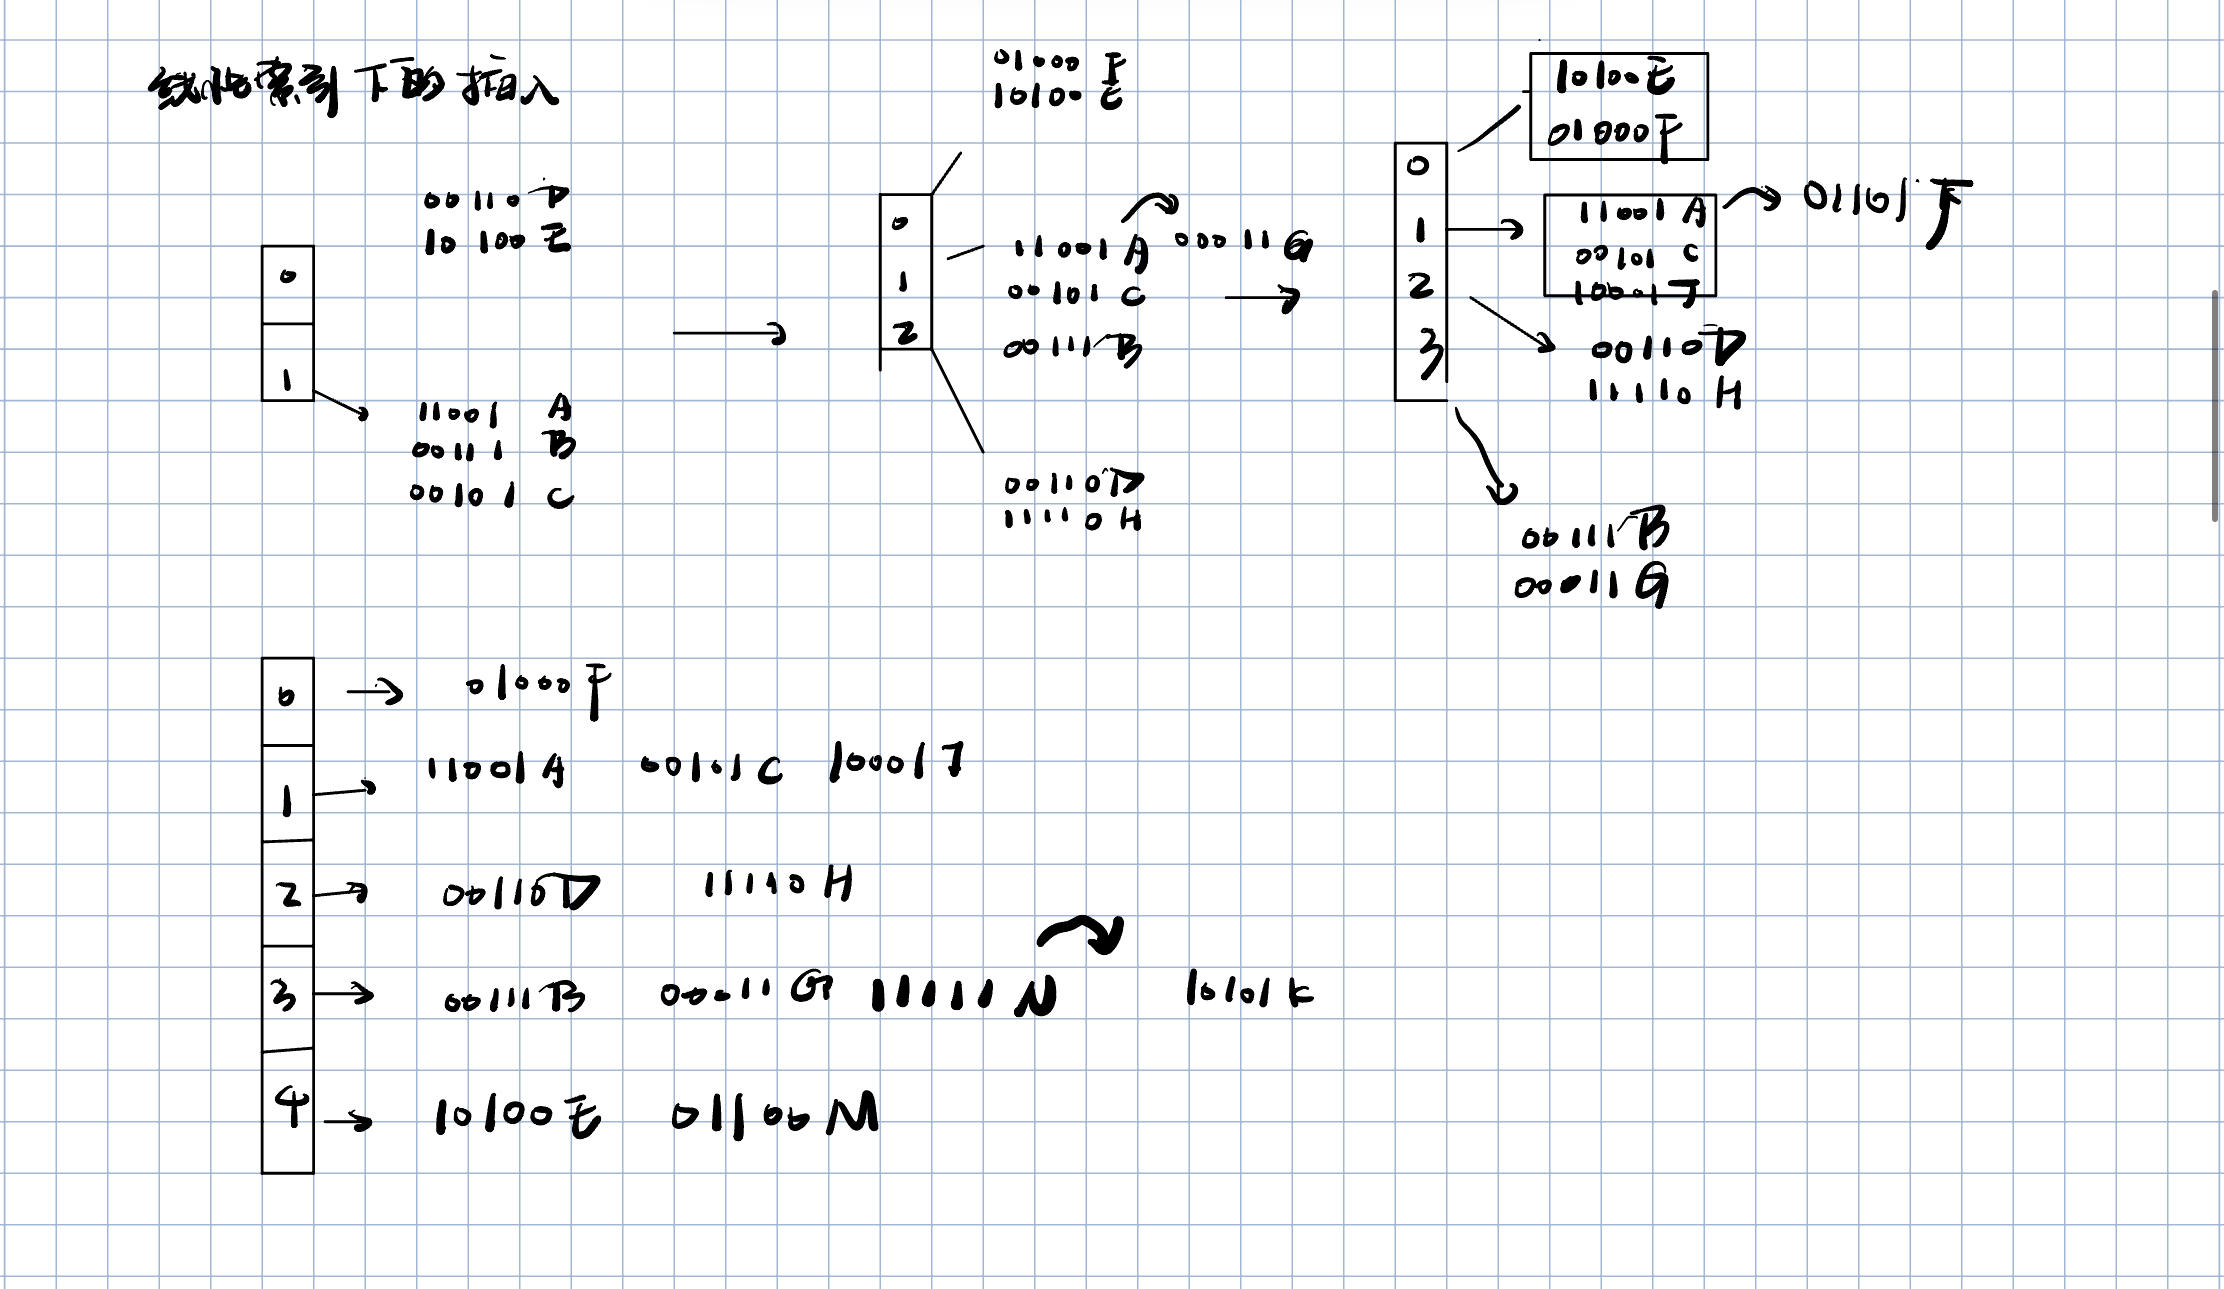 线性索引下的插入
00110 D
10100 E
0
1
11001 A
00111 B
00101 C
01000 F
10100 E
0
1
2
11001 A 00011 G
00101 C
00111 B
00110 D
11110 H
0
1
2
3
10100 E
01000 F
11001 A 01101 J
00101 C
10001 J
00110 D
11110 H
00111 B
00011 G
0 01000 F
1 11001 A 00101 C 10001 J
2 00110 D 11110 H
3 00111 B 00011 G 11111 N 10101 K
4 10100 E 01100 M